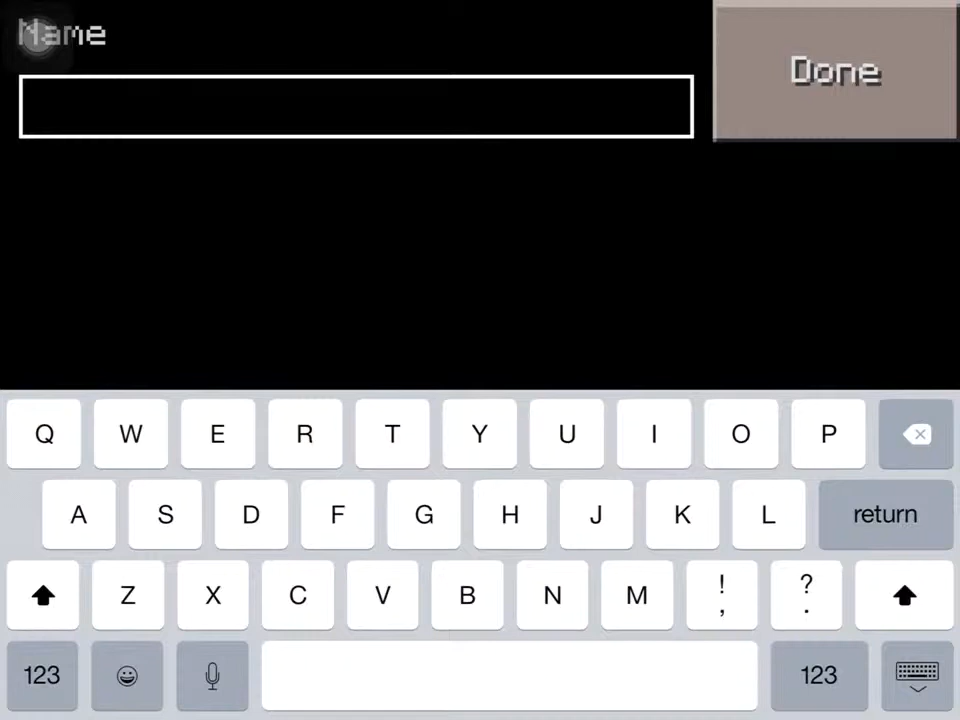 Name
Done
Q W E R T Y U I O P
A S D F G H J K L return
Z X C V B N M ! , ? .
123 123